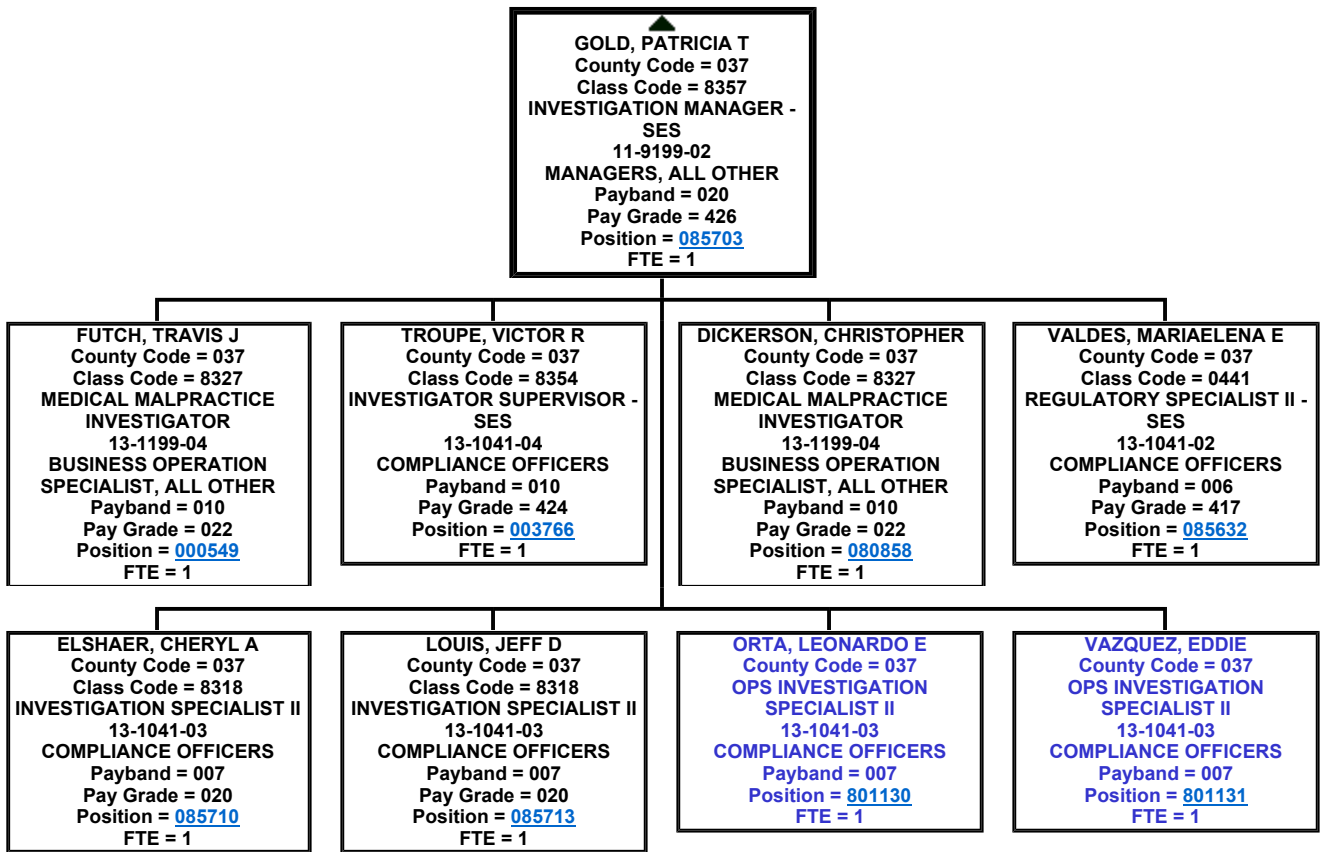 GOLD, PATRICIA T
County Code = 037
Class Code = 8357
INVESTIGATION MANAGER -
SES
11-9199-02
MANAGERS, ALL OTHER
Payband = 020
Pay Grade = 426
Position = 085703
FTE = 1
FUTCH, TRAVIS J
County Code = 037
Class Code = 8327
MEDICAL MALPRACTICE
INVESTIGATOR
13-1199-04
BUSINESS OPERATION
SPECIALIST, ALL OTHER
Payband = 010
Pay Grade = 022
Position = 000549
FTE = 1
TROUPE, VICTOR R
County Code = 037
Class Code = 8354
INVESTIGATOR SUPERVISOR -
SES
13-1041-04
COMPLIANCE OFFICERS
Payband = 010
Pay Grade = 424
Position = 003766
FTE = 1
DICKERSON, CHRISTOPHER
County Code = 037
Class Code = 8327
MEDICAL MALPRACTICE
INVESTIGATOR
13-1199-04
BUSINESS OPERATION
SPECIALIST, ALL OTHER
Payband = 010
Pay Grade = 022
Position = 080858
FTE = 1
VALDES, MARIAELENA E
County Code = 037
Class Code = 0441
REGULATORY SPECIALIST II -
SES
13-1041-02
COMPLIANCE OFFICERS
Payband = 006
Pay Grade = 417
Position = 085632
FTE = 1
ELSHAER, CHERYL A
County Code = 037
Class Code = 8318
INVESTIGATION SPECIALIST II
13-1041-03
COMPLIANCE OFFICERS
Payband = 007
Pay Grade = 020
Position = 085710
FTE = 1
LOUIS, JEFF D
County Code = 037
Class Code = 8318
INVESTIGATION SPECIALIST II
13-1041-03
COMPLIANCE OFFICERS
Payband = 007
Pay Grade = 020
Position = 085713
FTE = 1
ORTA, LEONARDO E
County Code = 037
OPS INVESTIGATION
SPECIALIST II
13-1041-03
COMPLIANCE OFFICERS
Payband = 007
Position = 801130
FTE = 1
VAZQUEZ, EDDIE
County Code = 037
OPS INVESTIGATION
SPECIALIST II
13-1041-03
COMPLIANCE OFFICERS
Payband = 007
Position = 801131
FTE = 1